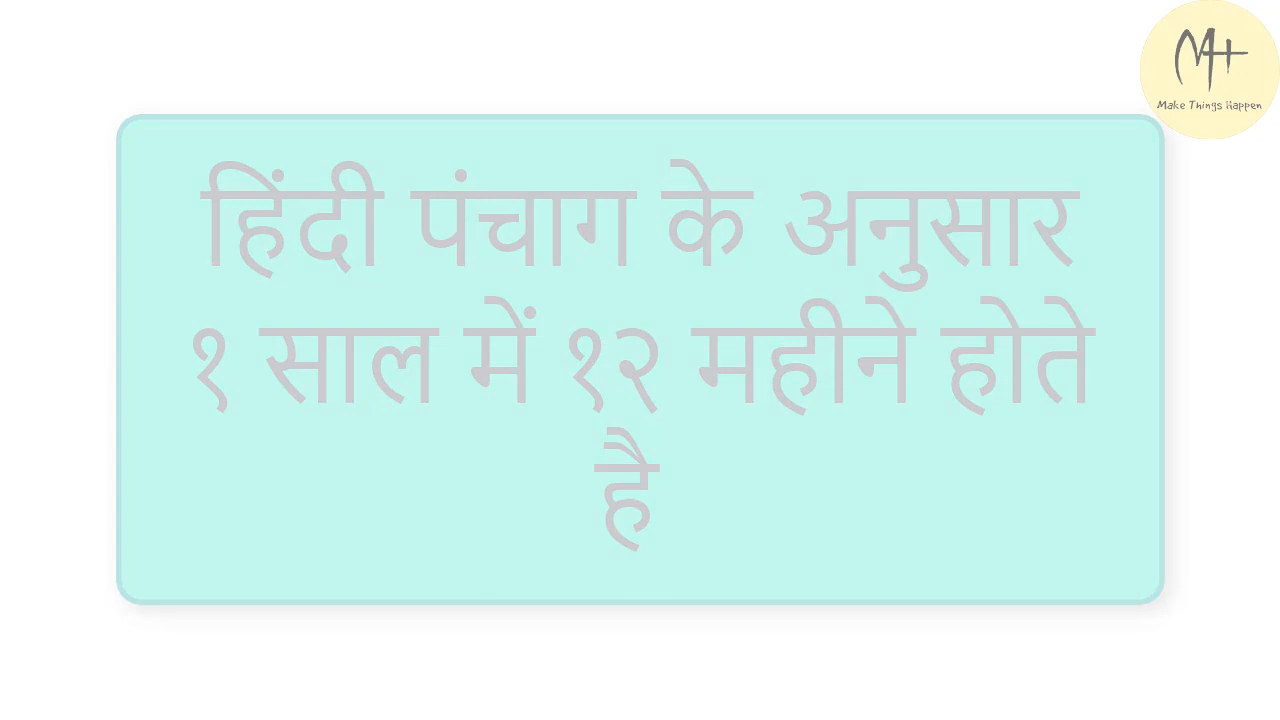 Make Things Happen
हिंदी पंचाग के अनुसार
१ साल में १२ महीने होते
है